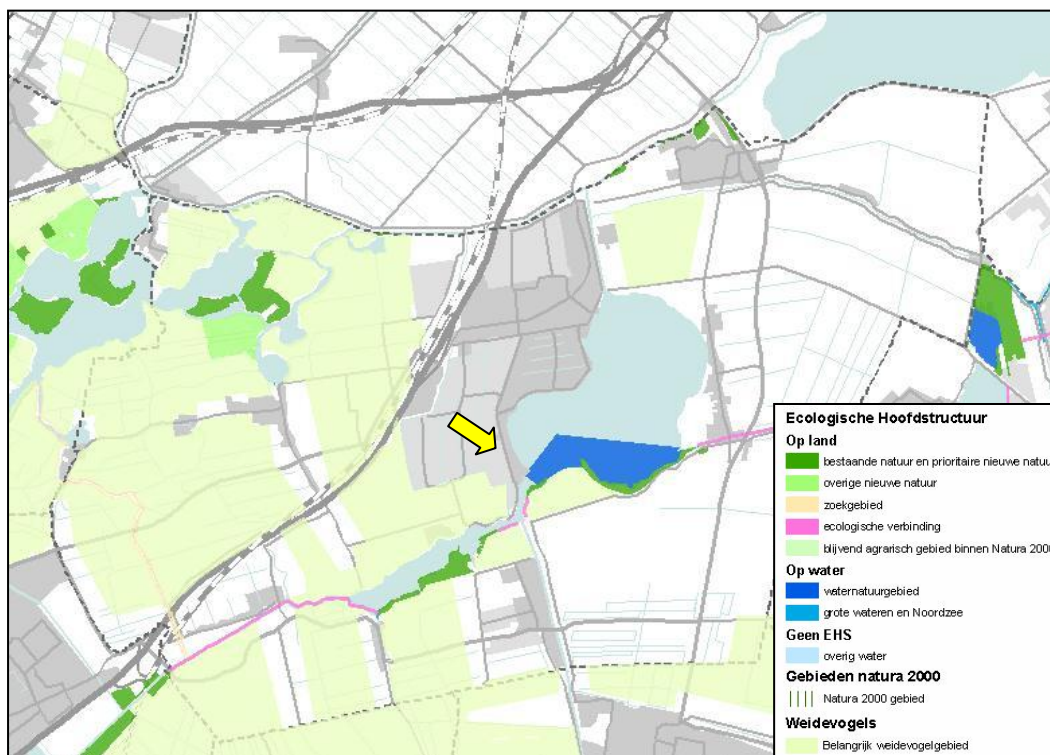 Ecologische Hoofdstructuur
Op land
bestaande natuur en prioritaire nieuwe natuu
overige nieuwe natuur
zoekgebied
ecologische verbinding
blijvend agrarisch gebied binnen Natura 2000
Op water
waternatuurgebied
grote wateren en Noordzee
Geen EHS
overig water
Gebieden natura 2000
Natura 2000 gebied
Weidevogels
Belangrijk weidevogelgebied